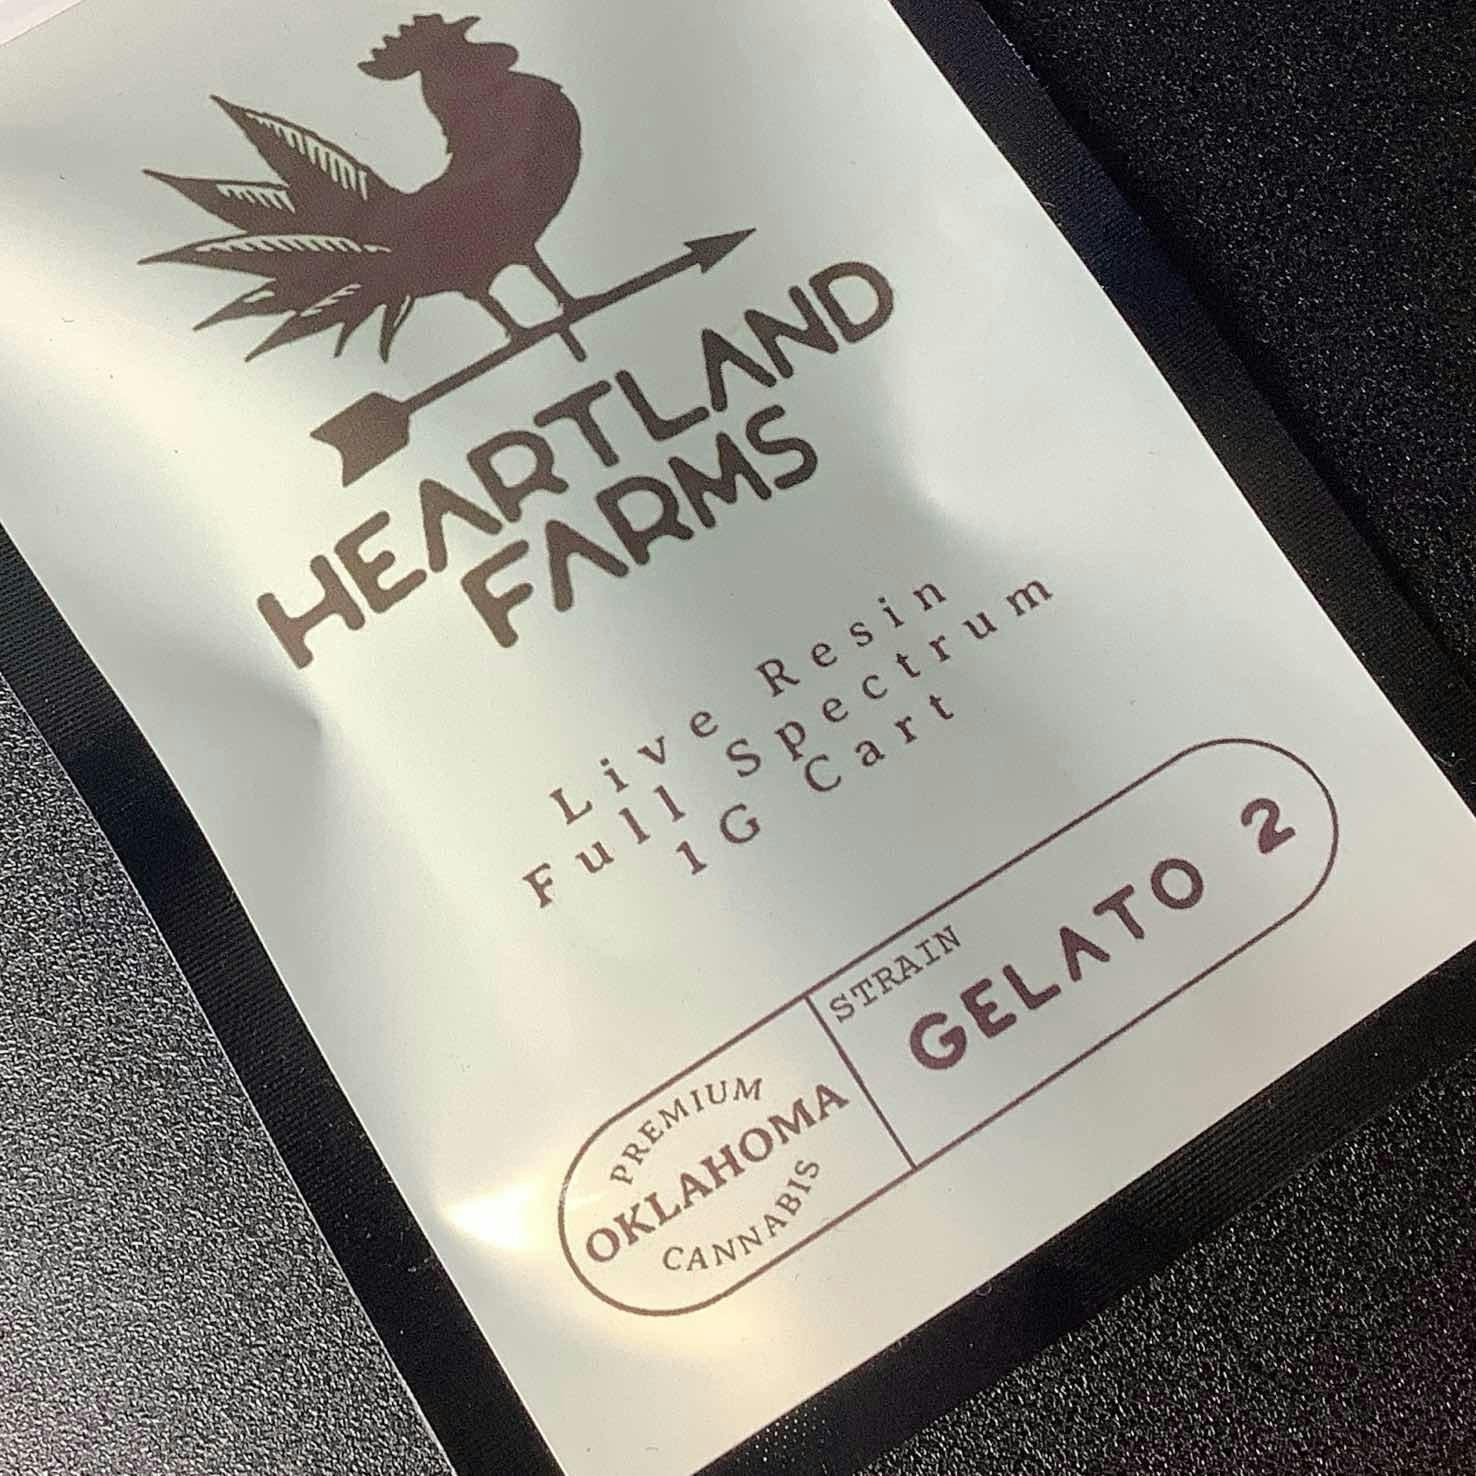 HEARTLAND
FARMS
Live Resin
Full Spectrum
1G Cart
STRAIN
GELATO 2
PREMIUM
OKLAHOMA
CANNABIS